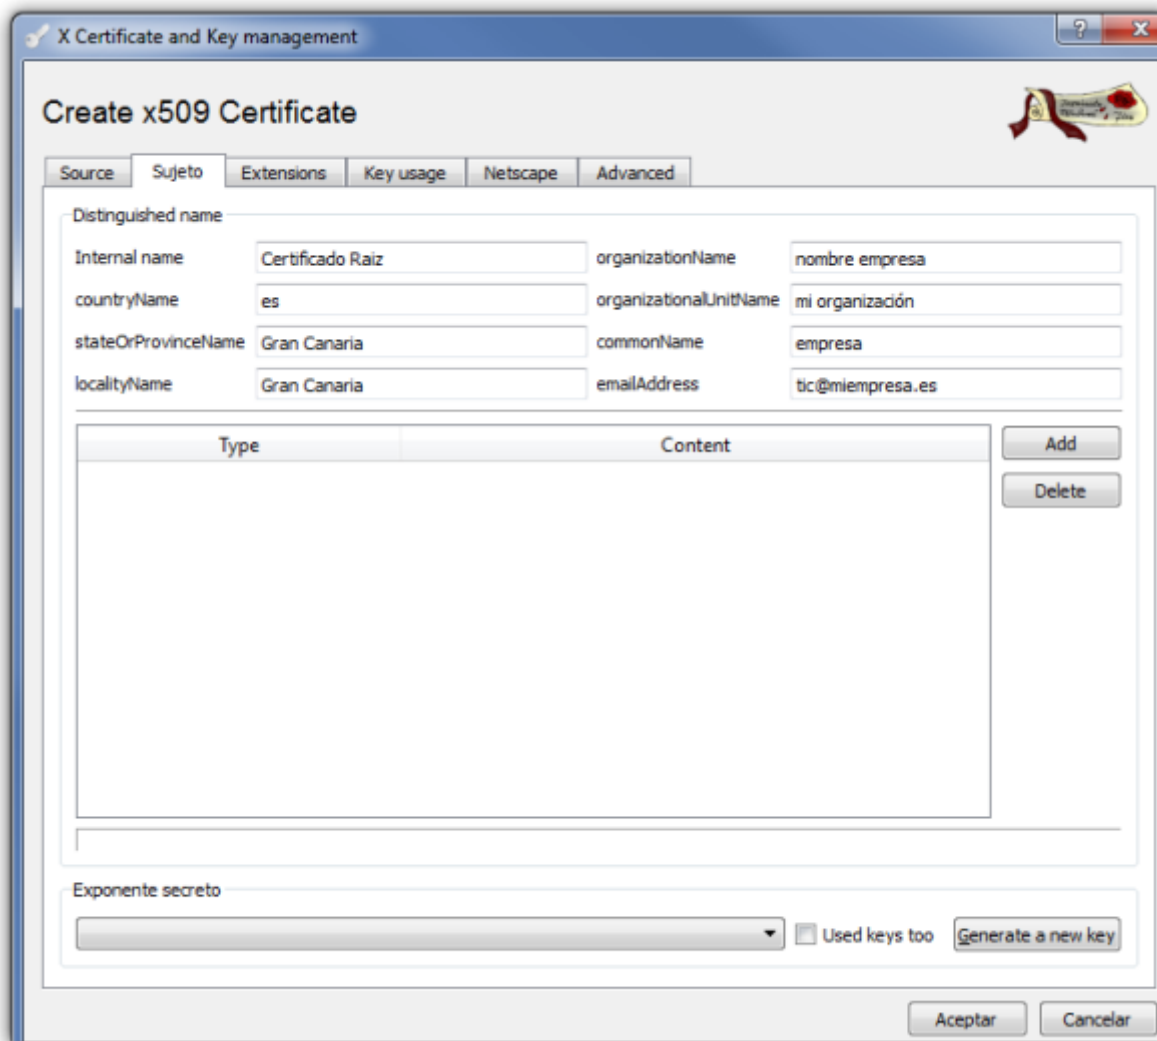 X Certificate and Key management
Create x509 Certificate
Source Sujeto Extensions Key usage Netscape Advanced
Distinguished name
Internal name Certificado Raiz organizationName nombre empresa
countryName es organizationalUnitName mi organización
stateOrProvinceName Gran Canaria commonName empresa
localityName Gran Canaria emailAddress tic@miempresa.es
Type Content Add
Delete
Exponente secreto
Used keys too Generate a new key
Aceptar Cancelar